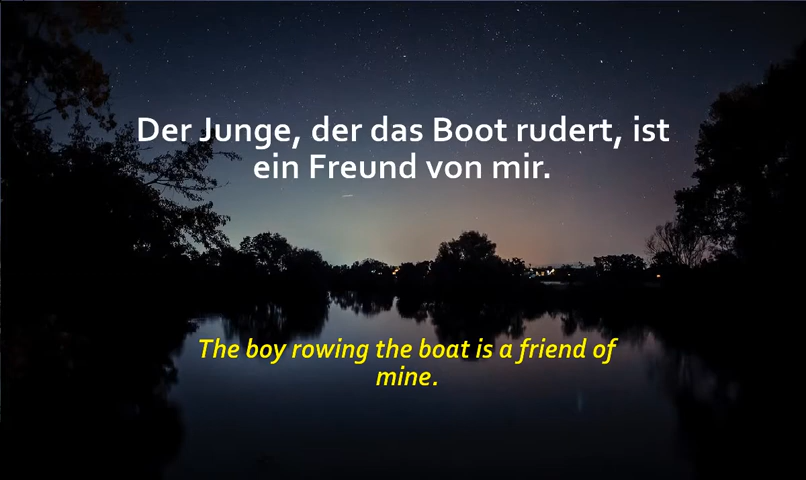 Der Junge, der das Boot rudert, ist
ein Freund von mir.
The boy rowing the boat is a friend of
mine.